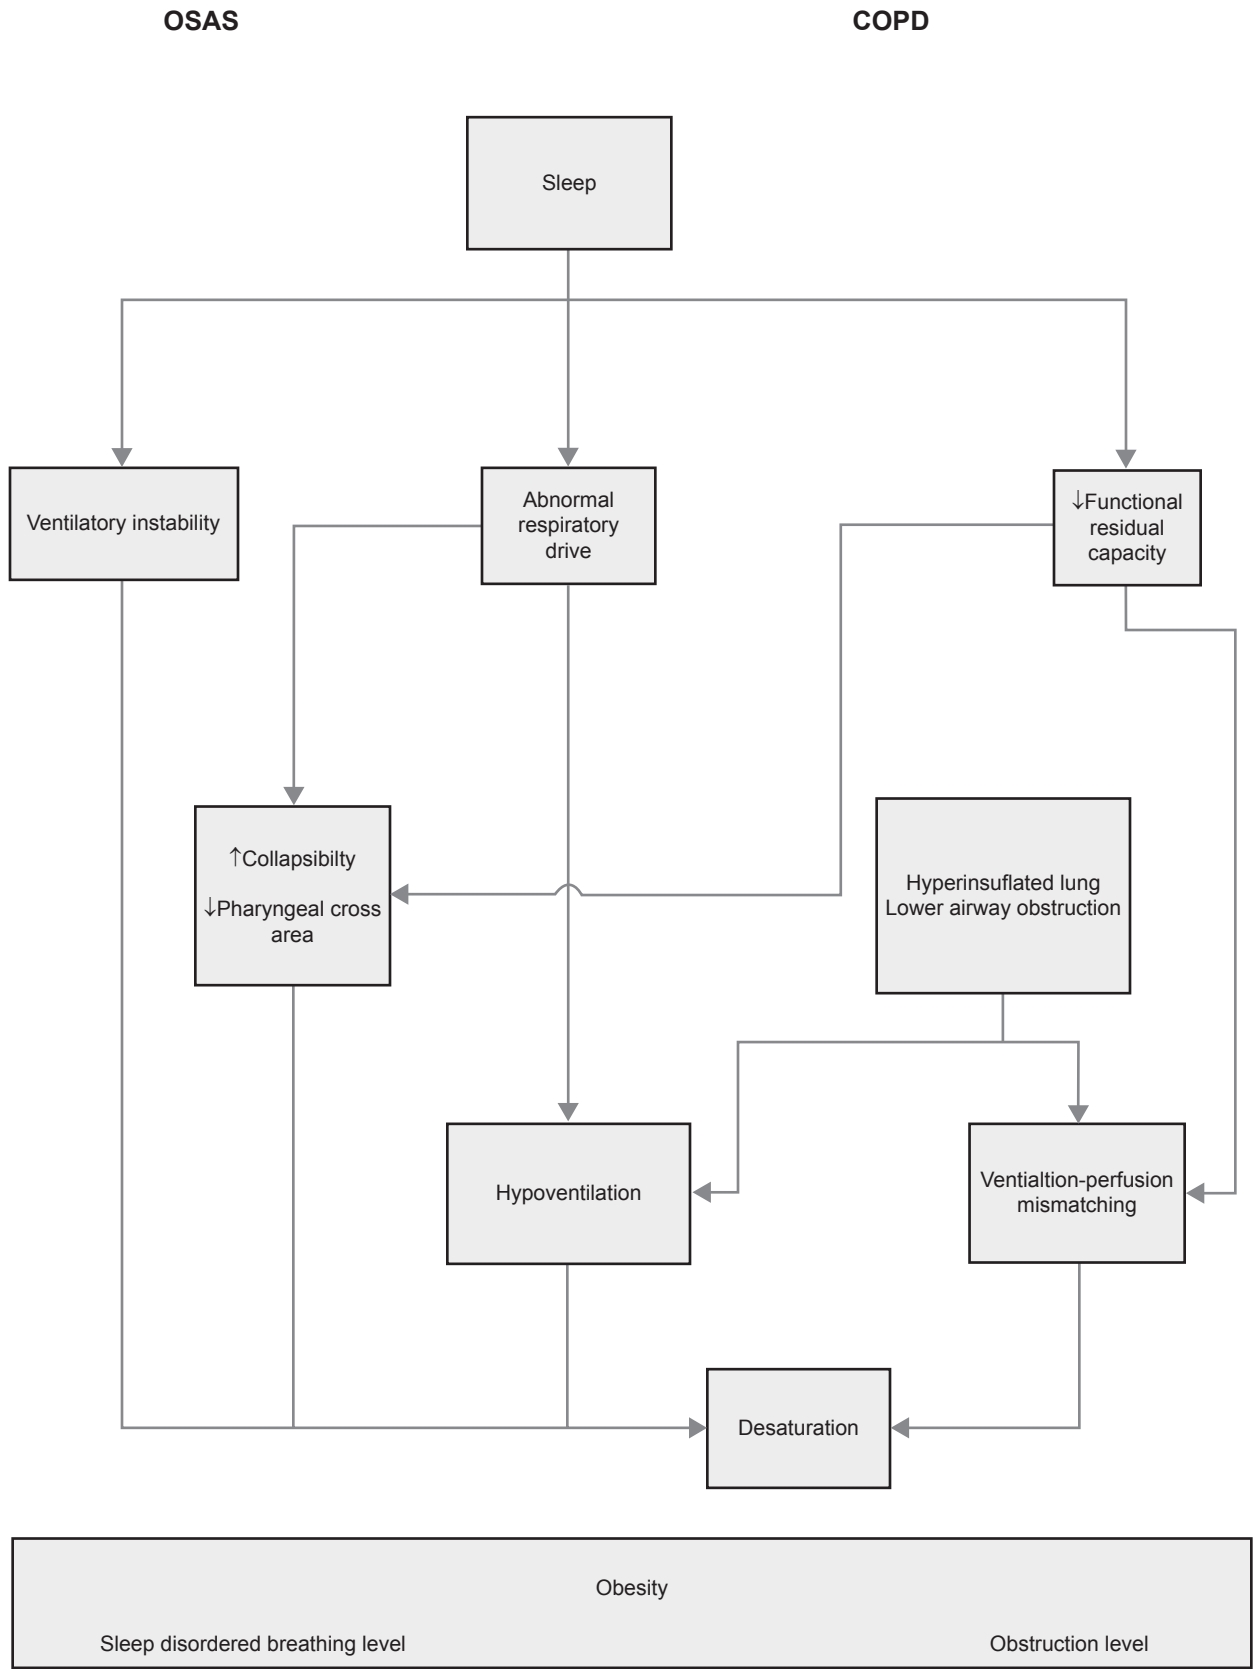 OSAS
COPD
Sleep
Ventilatory instability
Abnormal
respiratory
drive
↓Functional
residual
capacity
↑Collapsibilty
↓Pharyngeal cross
area
Hyperinsuflated lung
Lower airway obstruction
Hypoventilation
Ventialtion-perfusion
mismatching
Desaturation
Obesity
Sleep disordered breathing level
Obstruction level